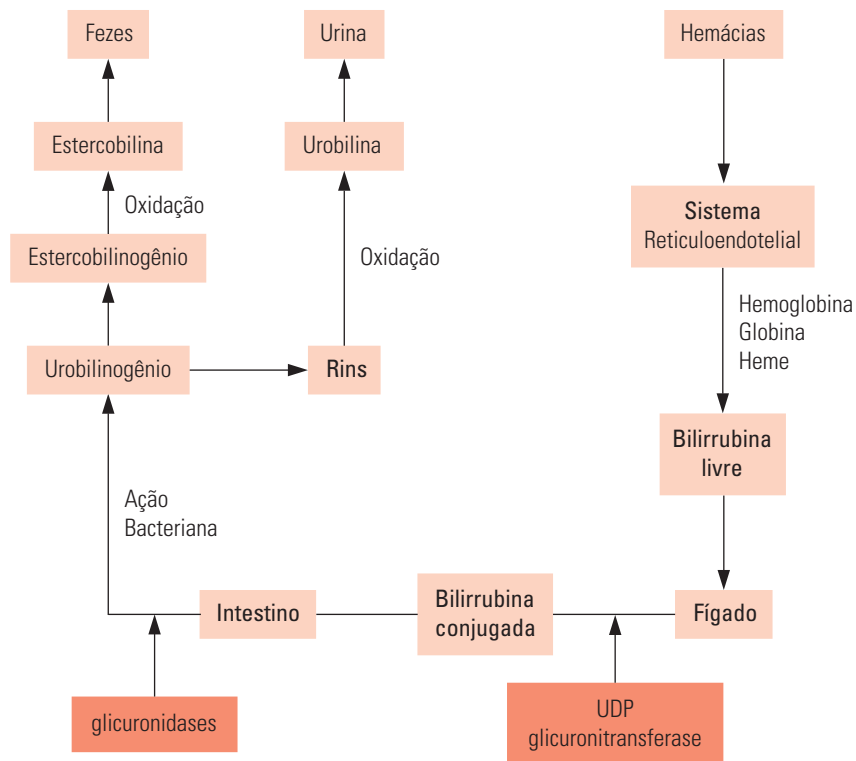 Fezes
Urina
Hemácias
Estercobilina
Urobilina
Oxidação
Sistema
Reticuloendotelial
Estercobilinogênio
Oxidação
Hemoglobina
Globina
Heme
Urobilinogênio
Rins
Bilirrubina
livre
Ação
Bacteriana
Intestino
Bilirrubina
conjugada
Fígado
glicuronidases
UDP
glicuronitransferase